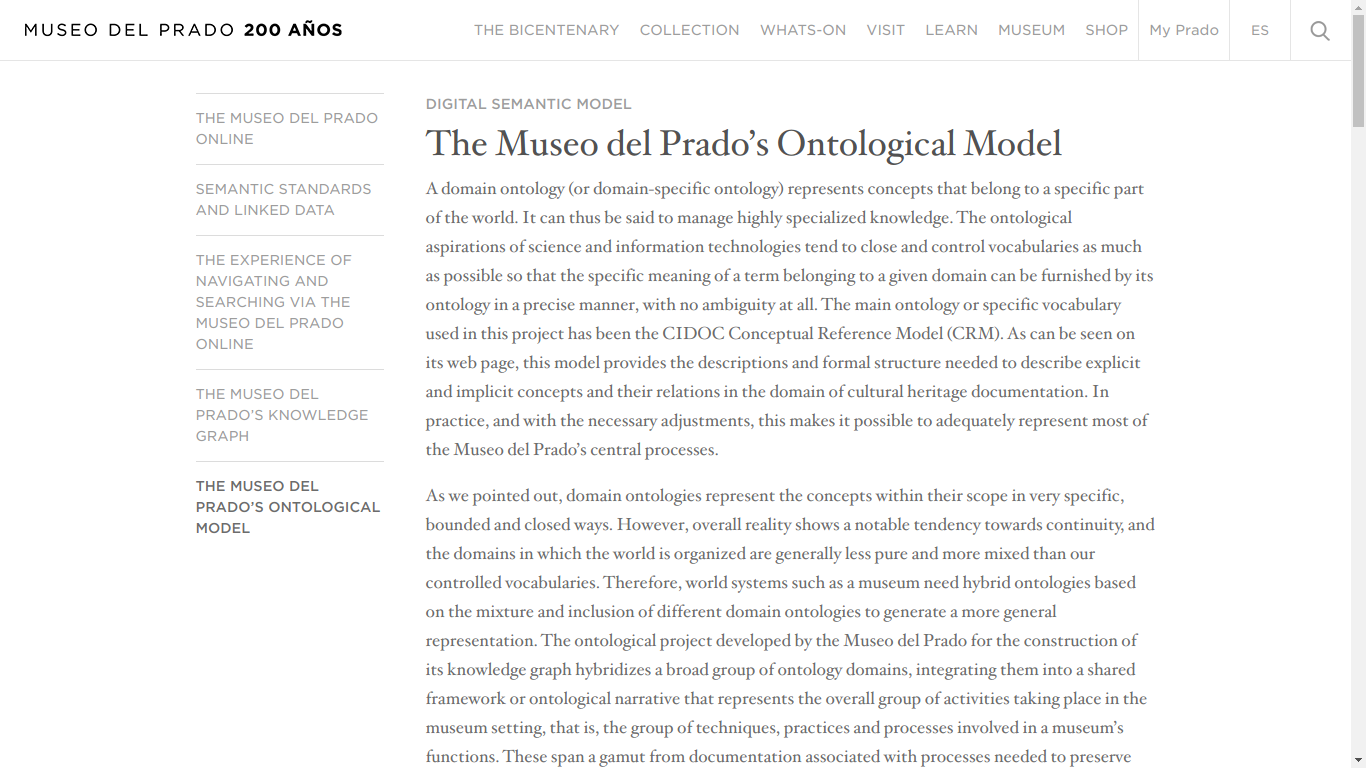 MUSEO DEL PRADO 200 AÑOS
THE BICENTENARY COLLECTION WHATS-ON VISIT LEARN MUSEUM SHOP My Prado ES
THE MUSEO DEL PRADO
ONLINE
SEMANTIC STANDARDS
AND LINKED DATA
THE EXPERIENCE OF
NAVIGATING AND
SEARCHING VIA THE
MUSEO DEL PRADO
ONLINE
THE MUSEO DEL
PRADO’S KNOWLEDGE
GRAPH
THE MUSEO DEL
PRADO’S ONTOLOGICAL
MODEL
DIGITAL SEMANTIC MODEL
The Museo del Prado’s Ontological Model
A domain ontology (or domain-specific ontology) represents concepts that belong to a specific part
of the world. It can thus be said to manage highly specialized knowledge. The ontological
aspirations of science and information technologies tend to close and control vocabularies as much
as possible so that the specific meaning of a term belonging to a given domain can be furnished by its
ontology in a precise manner, with no ambiguity at all. The main ontology or specific vocabulary
used in this project has been the CIDOC Conceptual Reference Model (CRM). As can be seen on
its web page, this model provides the descriptions and formal structure needed to describe explicit
and implicit concepts and their relations in the domain of cultural heritage documentation. In
practice, and with the necessary adjustments, this makes it possible to adequately represent most of
the Museo del Prado’s central processes.
As we pointed out, domain ontologies represent the concepts within their scope in very specific,
bounded and closed ways. However, overall reality shows a notable tendency towards continuity, and
the domains in which the world is organized are generally less pure and more mixed than our
controlled vocabularies. Therefore, world systems such as a museum need hybrid ontologies based
on the mixture and inclusion of different domain ontologies to generate a more general
representation. The ontological project developed by the Museo del Prado for the construction of
its knowledge graph hybridizes a broad group of ontology domains, integrating them into a shared
framework or ontological narrative that represents the overall group of activities taking place in the
museum setting, that is, the group of techniques, practices and processes involved in a museum’s
functions. These span a gamut from documentation associated with processes needed to preserve